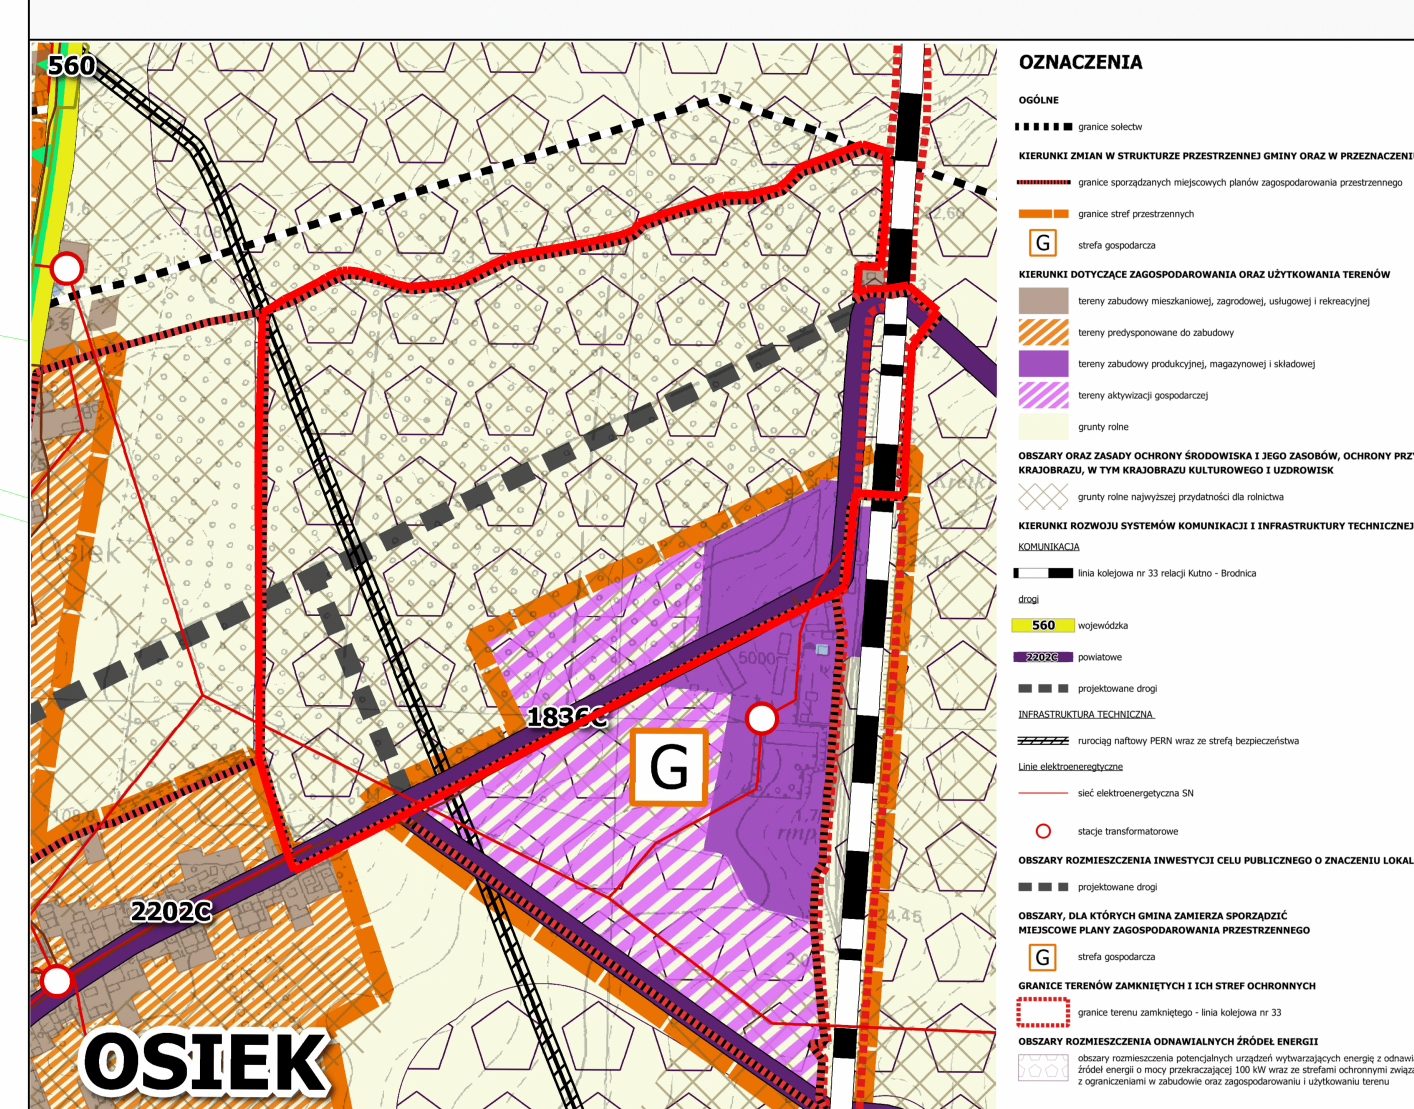 560
121,7
1836C
5000
G
2202C
OSIEK
Osiek
OZNACZENIA
OGÓLNE
granice sołectw
KIERUNKI ZMIAN W STRUKTURZE PRZESTRZENNEJ GMINY ORAZ W PRZEZNACZENI
granice sporządzanych miejscowych planów zagospodarowania przestrzennego
granice stref przestrzennych
G
strefa gospodarcza
KIERUNKI DOTYCZĄCE ZAGOSPODAROWANIA ORAZ UŻYTKOWANIA TERENÓW
tereny zabudowy mieszkaniowej, zagrodowej, usługowej i rekreacyjnej
tereny predysponowane do zabudowy
tereny zabudowy produkcyjnej, magazynowej i składowej
tereny aktywizacji gospodarczej
grunty rolne
OBSZARY ORAZ ZASADY OCHRONY ŚRODOWISKA I JEGO ZASOBÓW, OCHRONY PRZY
KRAJOBRAZU, W TYM KRAJOBRAZU KULTUROWEGO I UZDROWISK
grunty rolne najwyższej przydatności dla rolnictwa
KIERUNKI ROZWOJU SYSTEMÓW KOMUNIKACJI I INFRASTRUKTURY TECHNICZNEJ
KOMUNIKACJA
linia kolejowa nr 33 relacji Kutno - Brodnica
drogi
560 wojewódzka
2202C powiatowe
projektowane drogi
INFRASTRUKTURA TECHNICZNA
rurociąg naftowy PERN wraz ze strefą bezpieczeństwa
Linie elektroeneregtyczne
sieć elektroenergetyczna SN
stacje transformatorowe
OBSZARY ROZMIESZCZENIA INWESTYCJI CELU PUBLICZNEGO O ZNACZENIU LOKAL
projektowane drogi
OBSZARY, DLA KTÓRYCH GMINA ZAMIERZA SPORZĄDZIĆ
MIEJSCOWE PLANY ZAGOSPODAROWANIA PRZESTRZENNEGO
G
strefa gospodarcza
GRANICE TERENÓW ZAMKNIĘTYCH I ICH STREF OCHRONNYCH
granice terenu zamkniętego - linia kolejowa nr 33
OBSZARY ROZMIESZCZENIA ODNAWIALNYCH ŹRÓDEŁ ENERGII
obszary rozmieszczenia potencjalnych urządzeń wytwarzających energię z odnawi
źródeł energii o mocy przekraczającej 100 kW wraz ze strefami ochronnymi związa
z ograniczeniami w zabudowie oraz zagospodarowaniu i użytkowaniu terenu